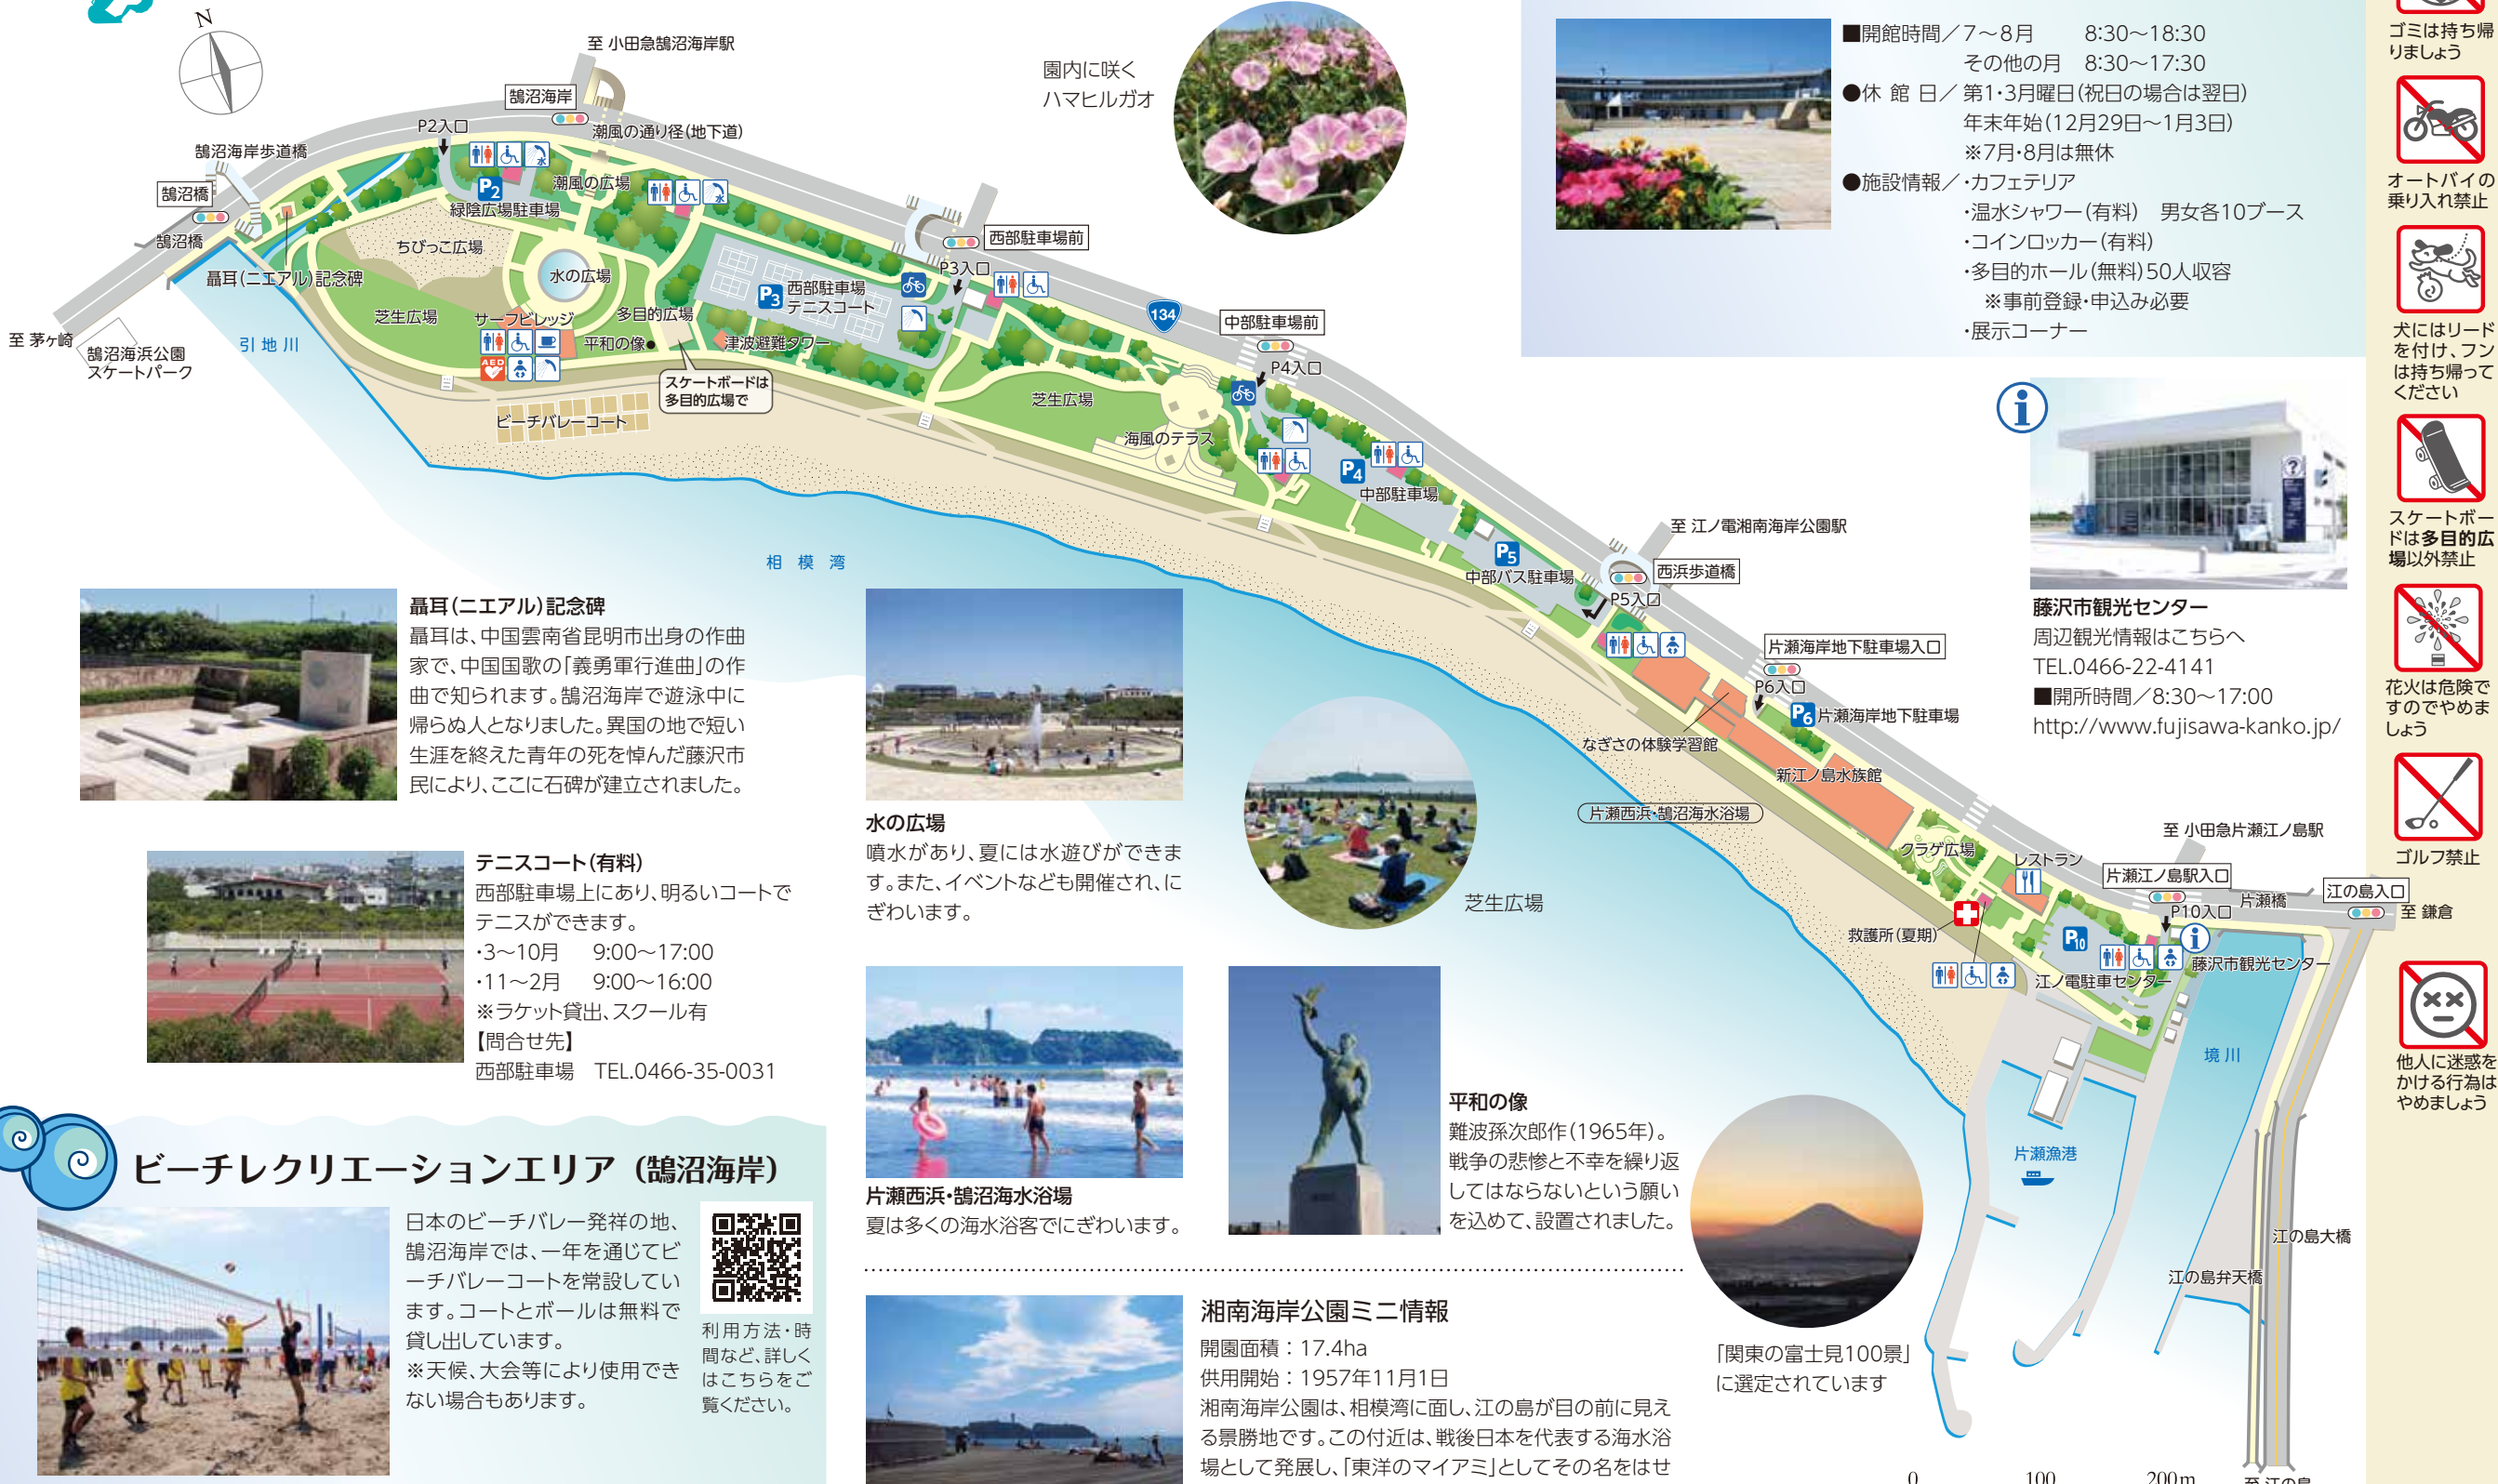 N
至 小田急鵠沼海岸駅
鵠沼海岸
P2入口
潮風の通り径(地下道)
鵠沼海岸歩道橋
鵠沼橋
鵠沼橋
P2
緑陰広場駐車場
潮風の広場
水
水
ちびっこ広場
水の広場
聶耳(ニエアル)記念碑
芝生広場
サーフビレッジ
AED
多目的広場
平和の像●
津波避難タワー
スケートボードは
多目的広場で
ビーチバレーコート
至 茅ヶ崎
鵠沼海浜公園
スケートパーク
引地川
西部駐車場前
P3入口
P3
西部駐車場
テニスコート
134
中部駐車場前
P4入口
芝生広場
海風のテラス
P4
中部駐車場
至 江ノ電湘南海岸公園駅
P5
中部バス駐車場
西浜歩道橋
P5入口
片瀬海岸地下駐車場入口
P6入口
P6
片瀬海岸地下駐車場
なぎさの体験学習館
新江ノ島水族館
片瀬西浜・鵠沼海水浴場
相模湾
クラゲ広場
レストラン
至 小田急片瀬江ノ島駅
片瀬江ノ島駅入口
片瀬橋
江の島入口
至 鎌倉
P10入口
救護所(夏期)
P10
江ノ電駐車センター
i
藤沢市観光センター
境川
片瀬漁港
江の島大橋
江の島弁天橋
0 100 200m
至 江の島
園内に咲く
ハマヒルガオ
■開館時間／7～8月 8:30～18:30
その他の月 8:30～17:30
●休館日／第1・3月曜日(祝日の場合は翌日)
年末年始(12月29日～1月3日)
※7月・8月は無休
●施設情報／・カフェテリア
・温水シャワー(有料) 男女各10ブース
・コインロッカー(有料)
・多目的ホール(無料)50人収容
※事前登録・申込み必要
・展示コーナー
i
?
藤沢市観光センター
周辺観光情報はこちらへ
TEL.0466-22-4141
■開所時間／8:30～17:00
http://www.fujisawa-kanko.jp/
ゴミは持ち帰
りましょう
オートバイの
乗り入れ禁止
犬にはリード
を付け、フン
は持ち帰って
ください
スケートボー
ドは多目的広
場以外禁止
花火は危険で
すのでやめま
しょう
ゴルフ禁止
他人に迷惑を
かける行為は
やめましょう
聶耳(ニエアル)記念碑
聶耳は、中国雲南省昆明市出身の作曲
家で、中国国歌の「義勇軍行進曲」の作
曲で知られます。鵠沼海岸で遊泳中に
帰らぬ人となりました。異国の地で短い
生涯を終えた青年の死を悼んだ藤沢市
民により、ここに石碑が建立されました。
テニスコート(有料)
西部駐車場上にあり、明るいコートで
テニスができます。
・3～10月 9:00～17:00
・11～2月 9:00～16:00
※ラケット貸出、スクール有
【問合せ先】
西部駐車場 TEL.0466-35-0031
水の広場
噴水があり、夏には水遊びができま
す。また、イベントなども開催され、に
ぎわいます。
芝生広場
片瀬西浜・鵠沼海水浴場
夏は多くの海水浴客でにぎわいます。
平和の像
難波孫次郎作(1965年)。
戦争の悲惨と不幸を繰り返
してはならないという願い
を込めて、設置されました。
「関東の富士見100景」
に選定されています
ビーチレクリエーションエリア(鵠沼海岸)
日本のビーチバレー発祥の地、
鵠沼海岸では、一年を通じてビ
ーチバレーコートを常設してい
ます。コートとボールは無料で
貸し出しています。
※天候、大会等により使用でき
ない場合もあります。
利用方法・時
間など、詳しく
はこちらをご
覧ください。
湘南海岸公園ミニ情報
開園面積：17.4ha
供用開始：1957年11月1日
湘南海岸公園は、相模湾に面し、江の島が目の前に見え
る景勝地です。この付近は、戦後日本を代表する海水浴
場として発展し、「東洋のマイアミ」としてその名をはせ